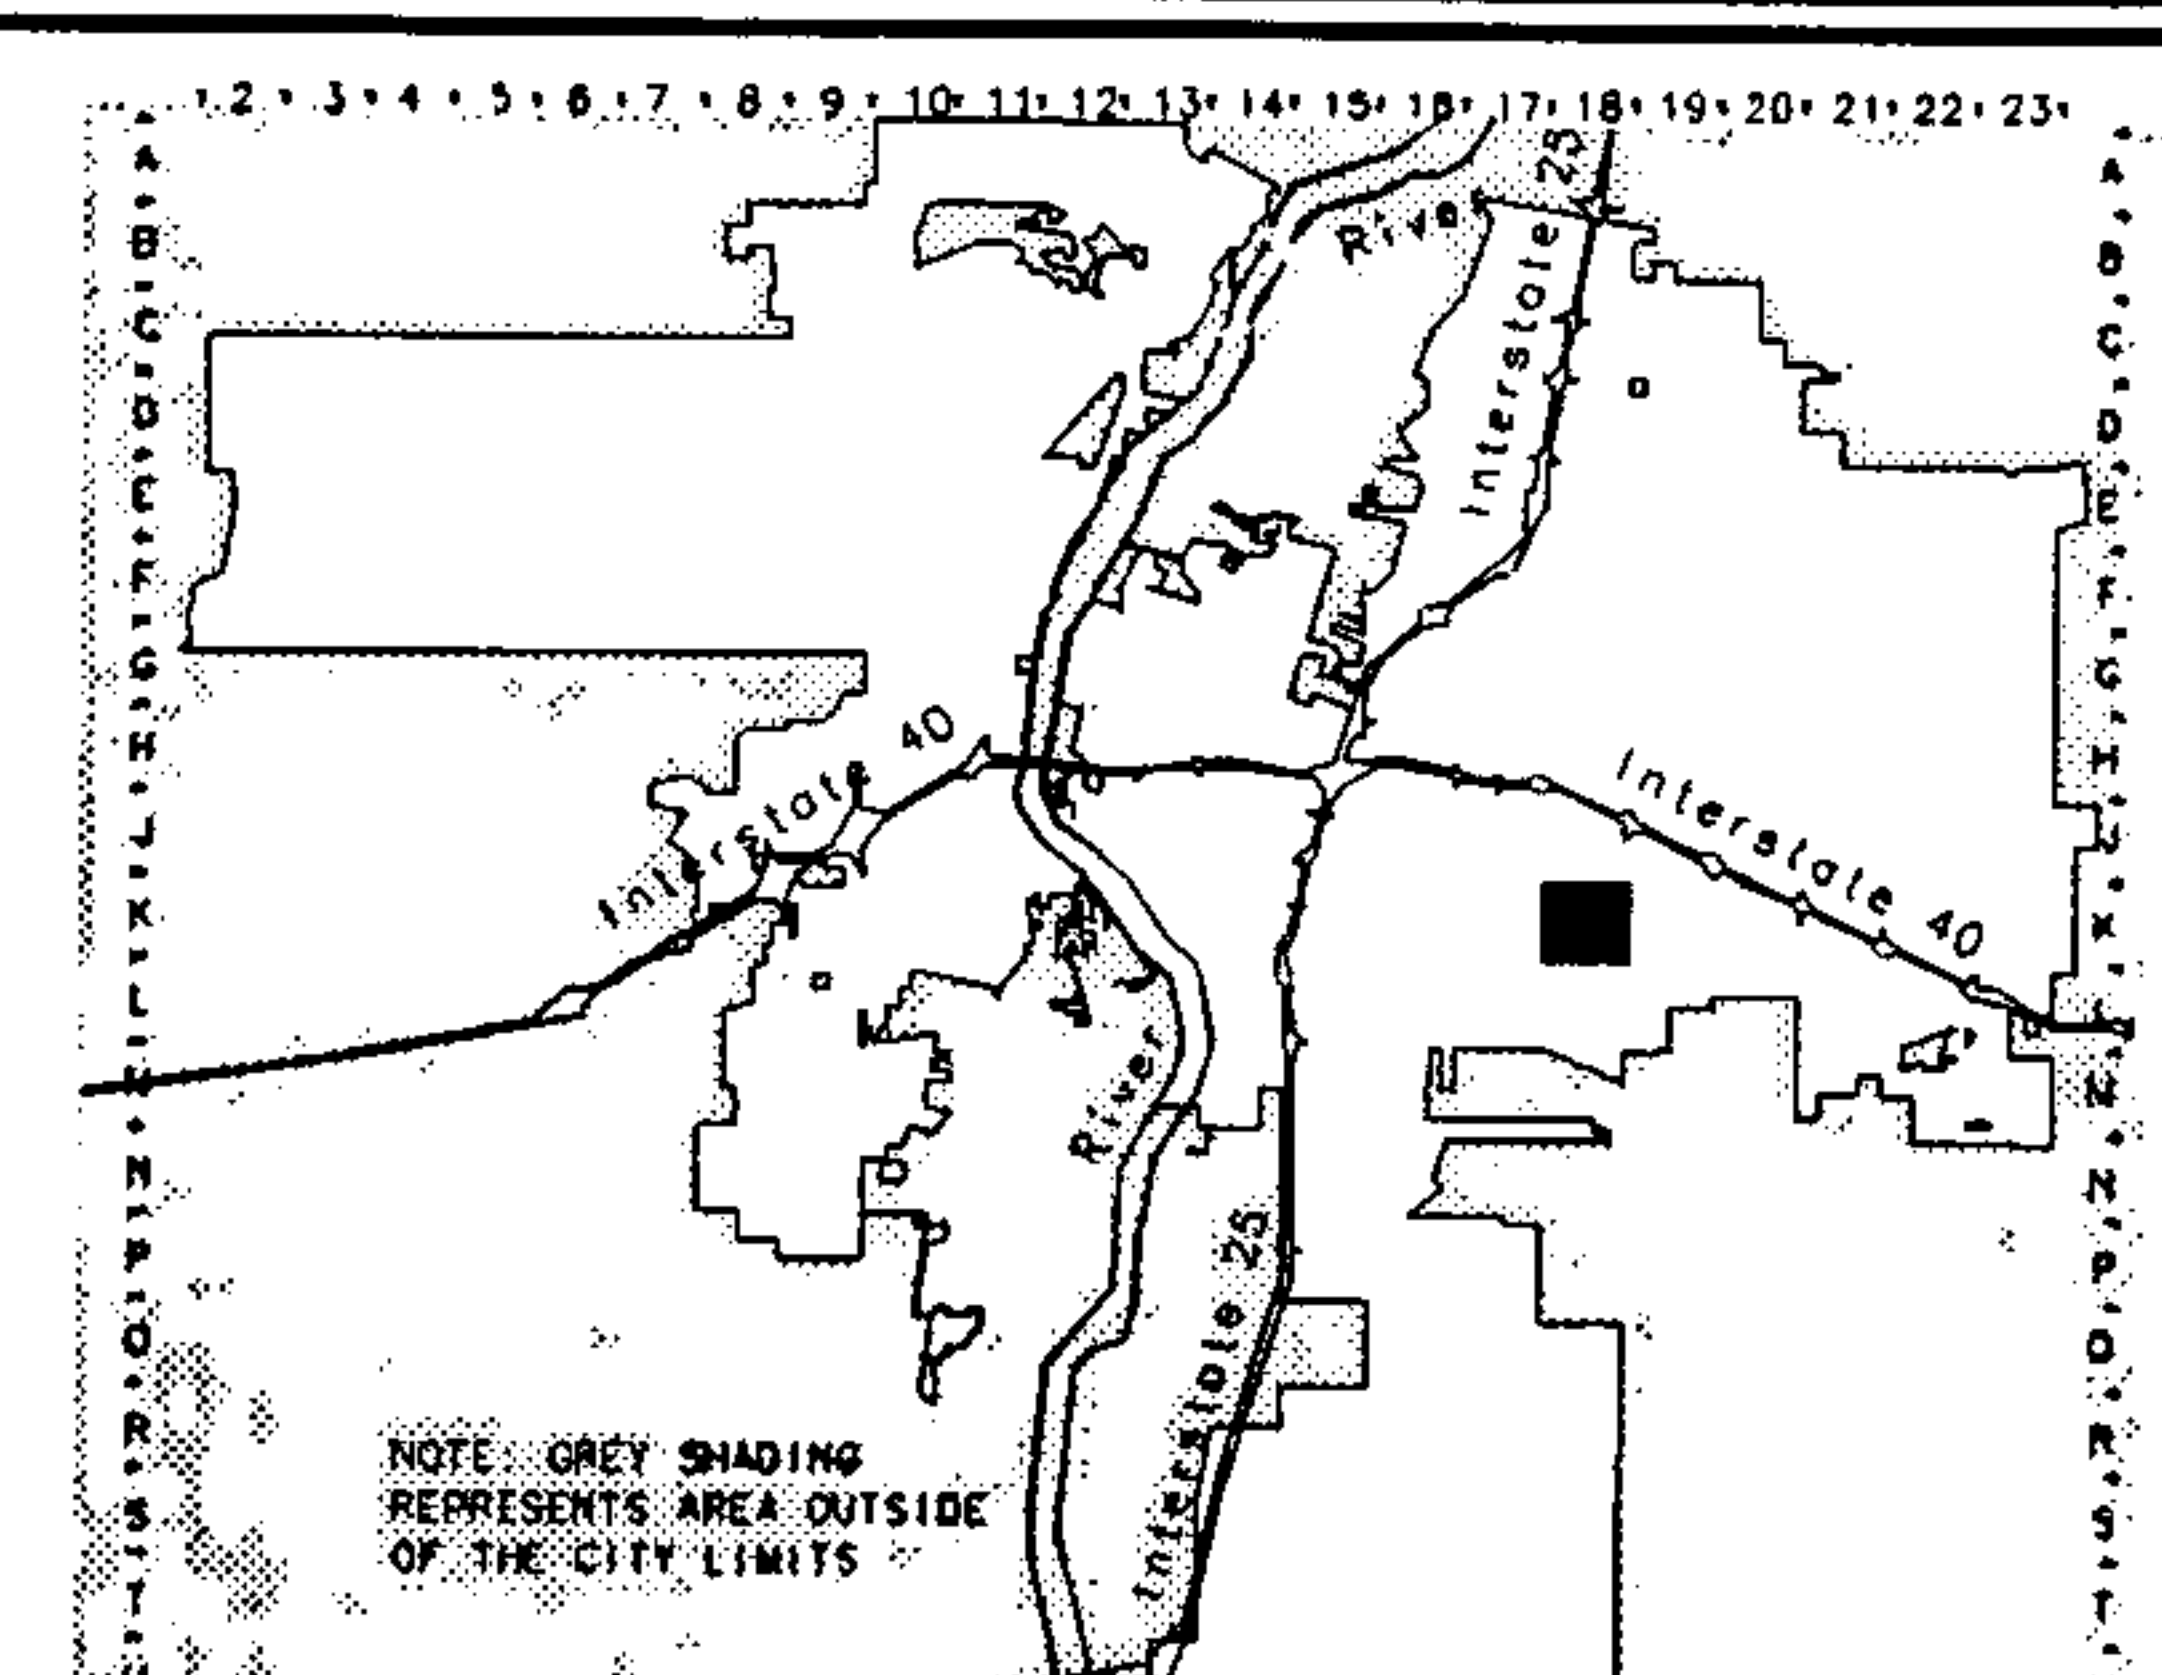 2 3 4 5 6 7 8 9 10 11 12 13 14 15 16 17 18 19 20 21 22 23
25
Interstate
River
40
Interstate
Interstate 40
River
Interstate 25
A B C D E F G H J K L M N P Q R S T
A B C D E F G H J K L M N P Q R S T
NOTE: GREY SHADING
REPRESENTS AREA OUTSIDE
OF THE CITY LIMITS